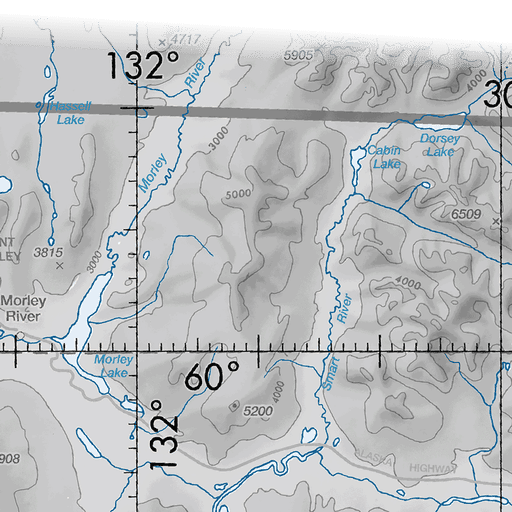 4717
5905
4000
132°
River
30
Hassell
Lake
3000
Dorsey
Lake
Cabin
Lake
Morley
5000
6509
NT
LEY
3815
3000
4000
Morley
River
River
Morley
Lake
60°
Smart
4000
5200
132°
ALASKA
HIGHWAY
908